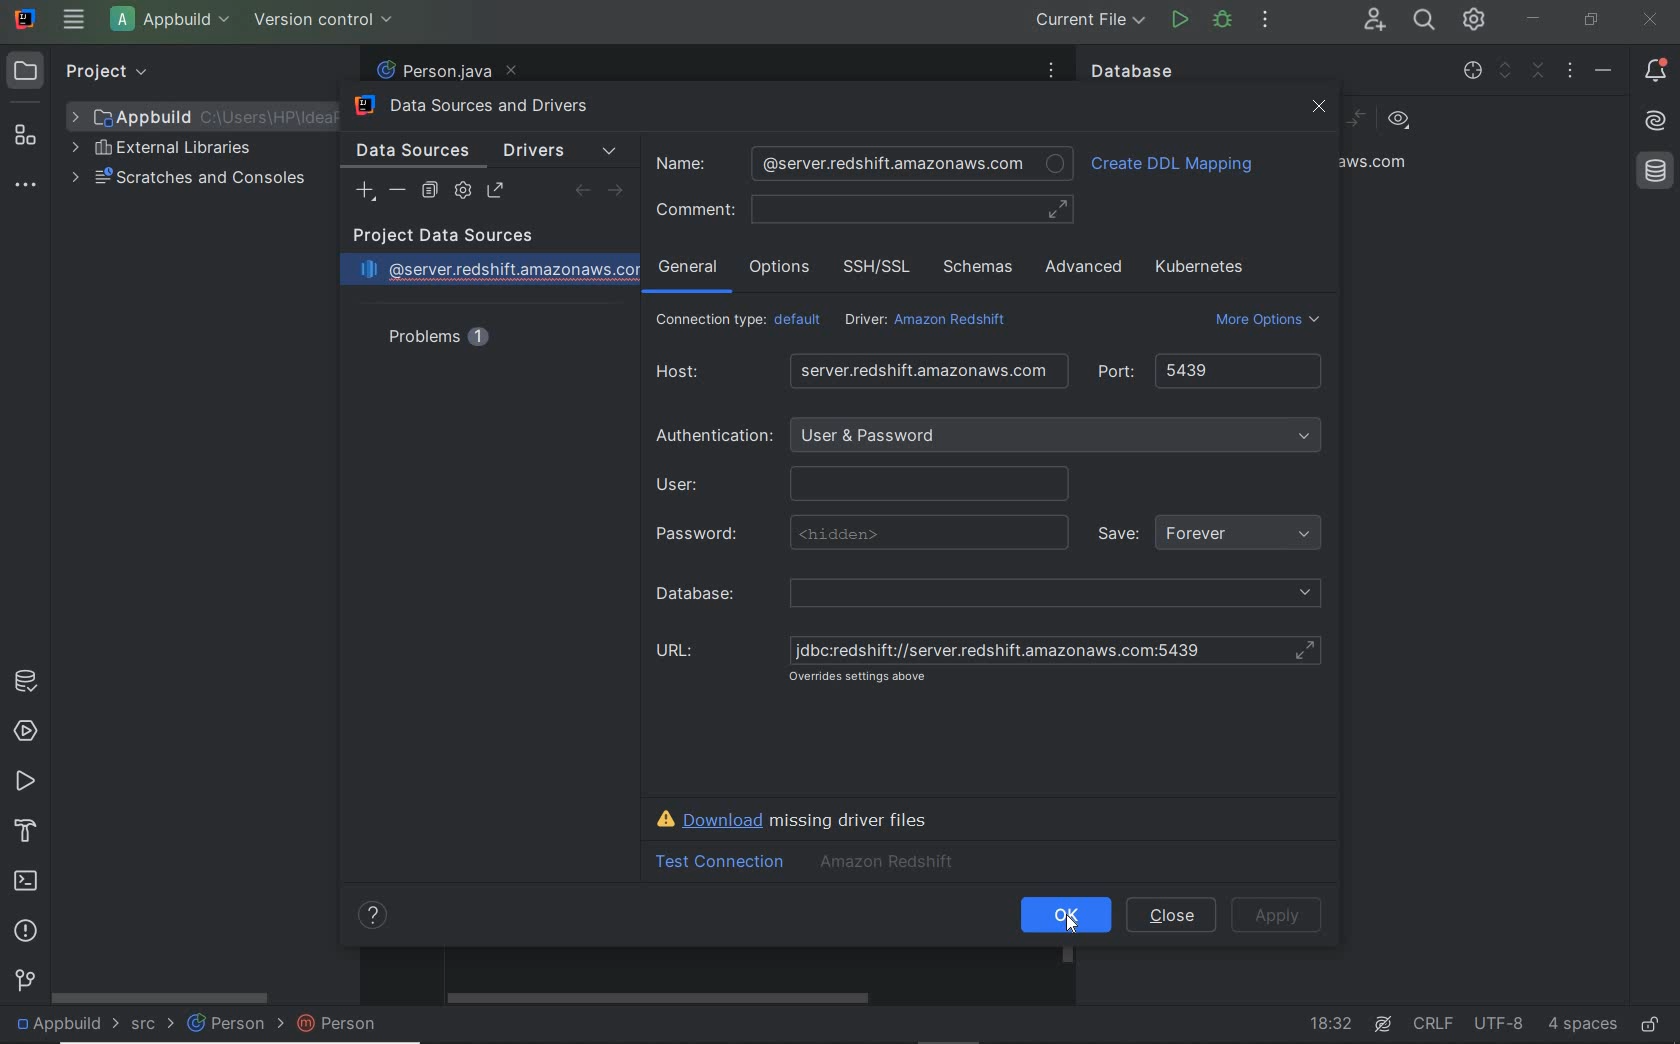 Appbuild
Version control
Current File
Project
Person.java
Database
Data Sources and Drivers
Appbuild C:\Users\HP\Idea
External Libraries
Scratches and Consoles
Data Sources
Drivers
Name: @server.redshift.amazonaws.com
Create DDL Mapping
aws.com
Comment:
Project Data Sources
@server.redshift.amazonaws.co
General
Options
SSH/SSL
Schemas
Advanced
Kubernetes
Connection type: default
Driver: Amazon Redshift
More Options
Problems 1
Host: server.redshift.amazonaws.com
Port: 5439
Authentication: User & Password
User:
Password: <hidden>
Save: Forever
Database:
URL: jdbc:redshift://server.redshift.amazonaws.com:5439
Overrides settings above
Download missing driver files
Test Connection
Amazon Redshift
OK
Close
Apply
Appbuild > src > Person > Person
18:32
CRLF
UTF-8
4 spaces